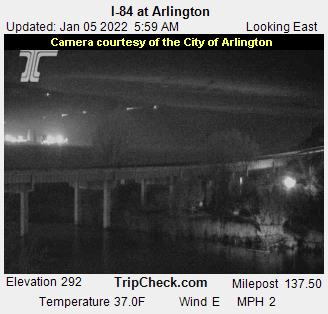 I-84 at Arlington
Updated: Jan 05 2022 5:59 AM Looking East
Camera courtesy of the City of Arlington
Elevation 292 TripCheck.com Milepost 137.50
Temperature 37.0F Wind E MPH 2